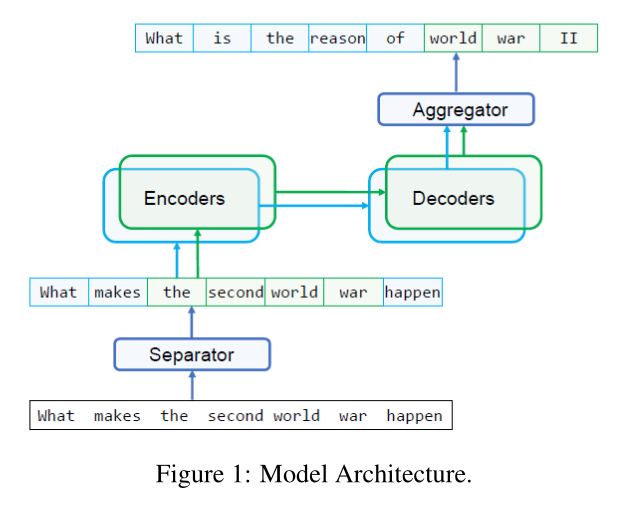 What is the reason of world war II
Aggregator
Encoders Decoders
What makes the second world war happen
Separator
What makes the second world war happen
Figure 1: Model Architecture.